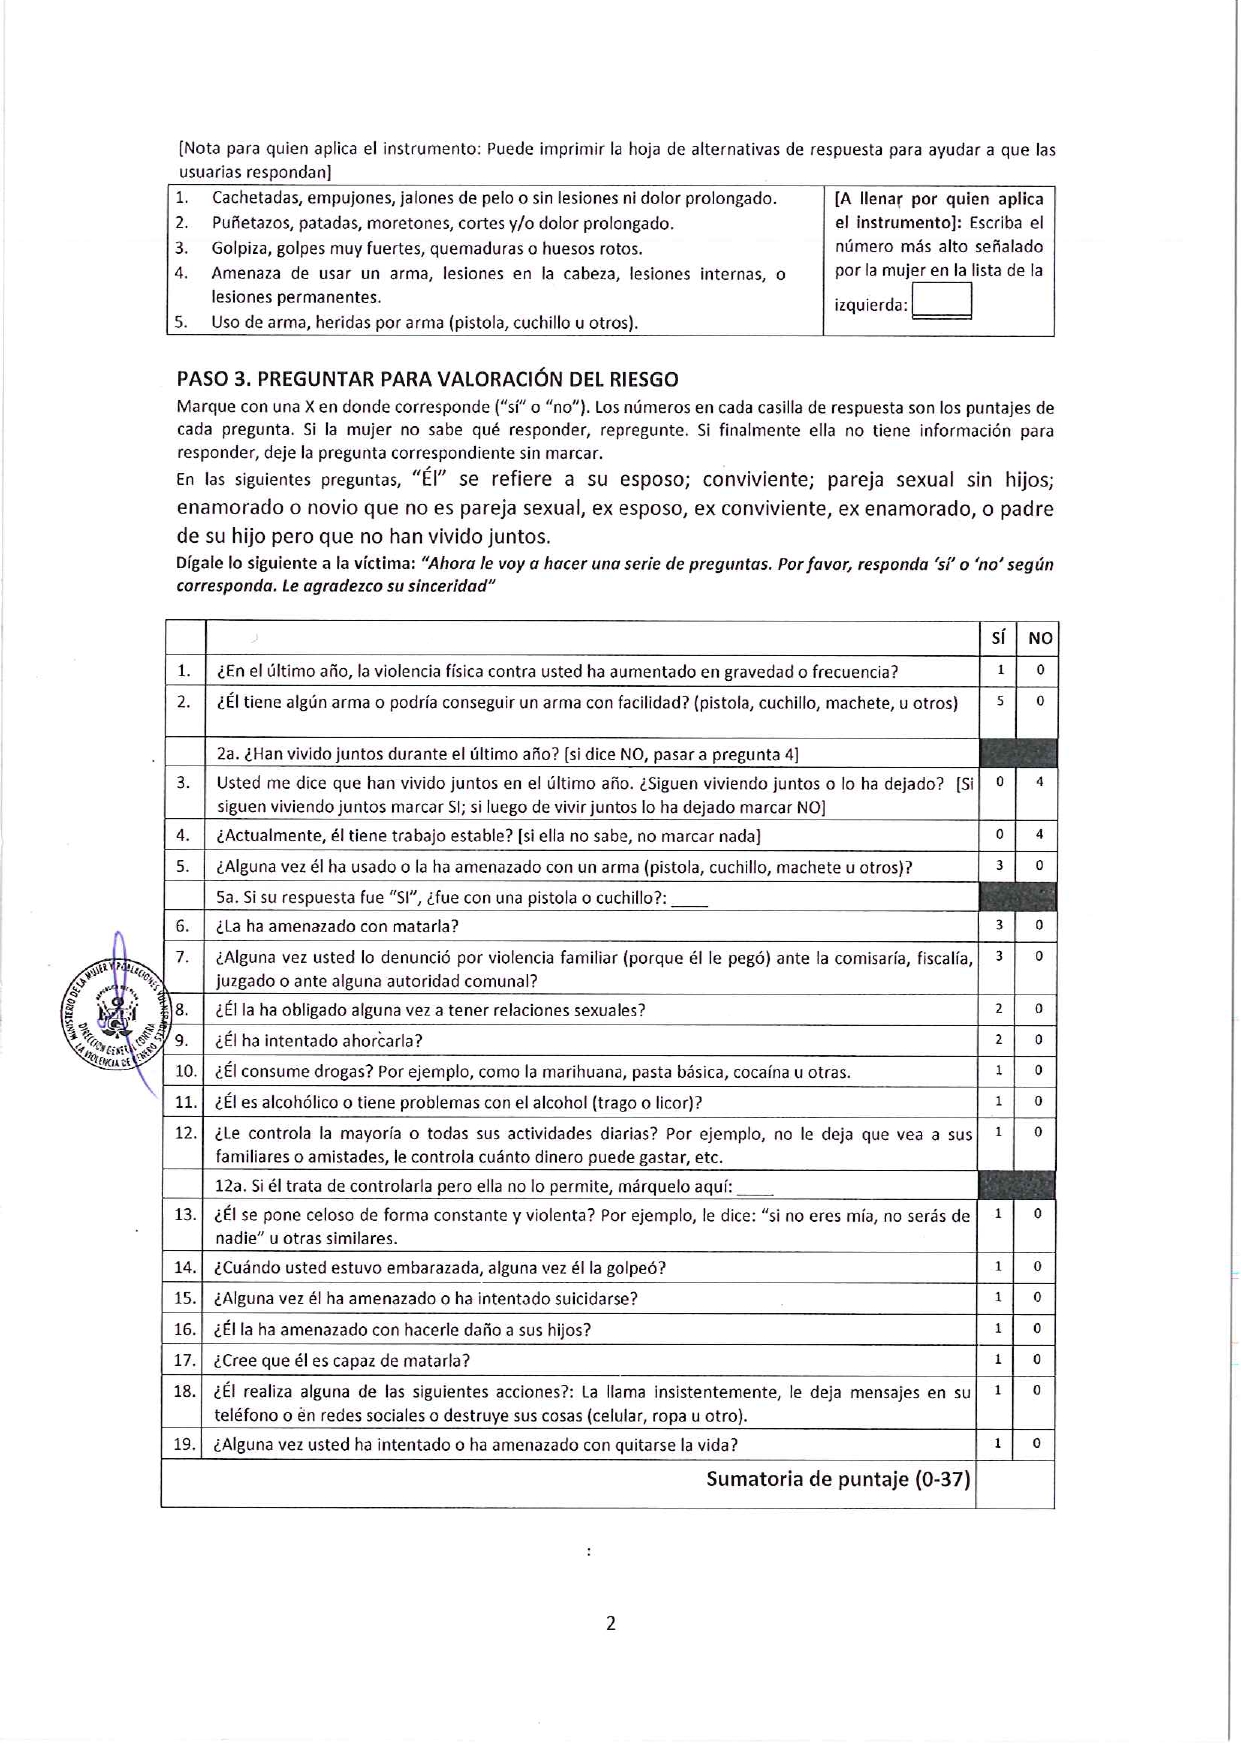 [Nota para quien aplica el instrumento: Puede imprimir la hoja de alternativas de respuesta para ayudar a que las
usuarias respondan]
1. Cachetadas, empujones, jalones de pelo o sin lesiones ni dolor prolongado.
2. Puñetazos, patadas, moretones, cortes y/o dolor prolongado.
3. Golpiza, golpes muy fuertes, quemaduras o huesos rotos.
4. Amenaza de usar un arma, lesiones en la cabeza, lesiones internas, o
lesiones permanentes.
5. Uso de arma, heridas por arma (pistola, cuchillo u otros).
[A llenar por quien aplica
el instrumento]: Escriba el
número más alto señalado
por la mujer en la lista de la
izquierda:
PASO 3. PREGUNTAR PARA VALORACIÓN DEL RIESGO
Marque con una X en donde corresponde ("sí" o "no"). Los números en cada casilla de respuesta son los puntajes de
cada pregunta. Si la mujer no sabe qué responder, repregunte. Si finalmente ella no tiene información para
responder, deje la pregunta correspondiente sin marcar.
En las siguientes preguntas, "Él" se refiere a su esposo; conviviente; pareja sexual sin hijos;
enamorado o novio que no es pareja sexual, ex esposo, ex conviviente, ex enamorado, o padre
de su hijo pero que no han vivido juntos.
Dígale lo siguiente a la víctima: "Ahora le voy a hacer una serie de preguntas. Por favor, responda 'sí' o 'no' según
corresponda. Le agradezco su sinceridad"
SÍ NO
1. ¿En el último año, la violencia física contra usted ha aumentado en gravedad o frecuencia? 1 0
2. ¿Él tiene algún arma o podría conseguir un arma con facilidad? (pistola, cuchillo, machete, u otros) 5 0
2a. ¿Han vivido juntos durante el último año? [si dice NO, pasar a pregunta 4]
3. Usted me dice que han vivido juntos en el último año. ¿Siguen viviendo juntos o lo ha dejado? [Si 0 4
siguen viviendo juntos marcar SI; si luego de vivir juntos lo ha dejado marcar NO]
4. ¿Actualmente, él tiene trabajo estable? [si ella no sabe, no marcar nada] 0 4
5. ¿Alguna vez él ha usado o la ha amenazado con un arma (pistola, cuchillo, machete u otros)? 3 0
5a. Si su respuesta fue "SI", ¿fue con una pistola o cuchillo?: ____
6. ¿La ha amenazado con matarla? 3 0
7. ¿Alguna vez usted lo denunció por violencia familiar (porque él le pegó) ante la comisaría, fiscalía, 3 0
juzgado o ante alguna autoridad comunal?
8. ¿Él la ha obligado alguna vez a tener relaciones sexuales? 2 0
9. ¿Él ha intentado ahorcarla? 2 0
10. ¿Él consume drogas? Por ejemplo, como la marihuana, pasta básica, cocaína u otras. 1 0
11. ¿Él es alcohólico o tiene problemas con el alcohol (trago o licor)? 1 0
12. ¿Le controla la mayoría o todas sus actividades diarias? Por ejemplo, no le deja que vea a sus 1 0
familiares o amistades, le controla cuánto dinero puede gastar, etc.
12a. Si él trata de controlarla pero ella no lo permite, márquelo aquí: ____
13. ¿Él se pone celoso de forma constante y violenta? Por ejemplo, le dice: "si no eres mía, no serás de 1 0
nadie" u otras similares.
14. ¿Cuándo usted estuvo embarazada, alguna vez él la golpeó? 1 0
15. ¿Alguna vez él ha amenazado o ha intentado suicidarse? 1 0
16. ¿Él la ha amenazado con hacerle daño a sus hijos? 1 0
17. ¿Cree que él es capaz de matarla? 1 0
18. ¿Él realiza alguna de las siguientes acciones?: La llama insistentemente, le deja mensajes en su 1 0
teléfono o en redes sociales o destruye sus cosas (celular, ropa u otro).
19. ¿Alguna vez usted ha intentado o ha amenazado con quitarse la vida? 1 0
Sumatoria de puntaje (0-37)
MINISTERIO DE LA MUJER Y POBLACIONES
DIRECCION GENERAL CONTRA
LA VIOLENCIA DE GENERO
2